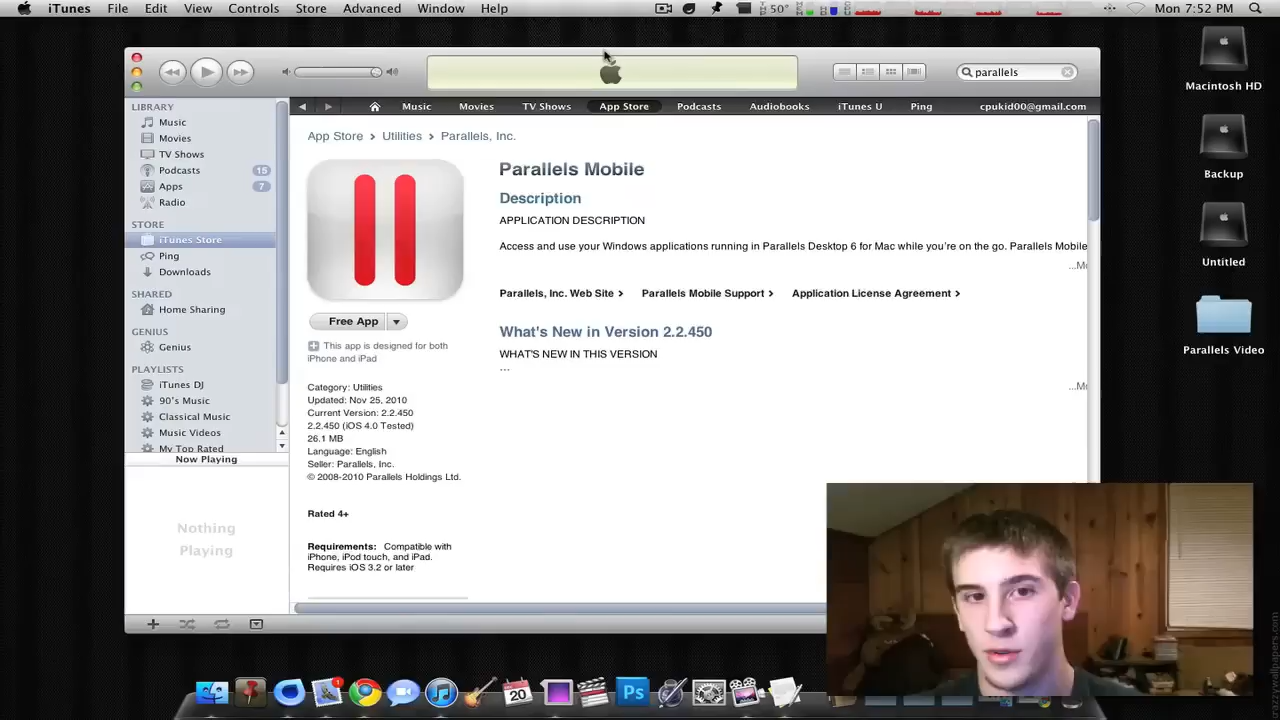 iTunes File Edit View Controls Store Advanced Window Help 50° Mon 7:52 PM
parallels
Music Movies TV Shows App Store Podcasts Audiobooks iTunes U Ping cpukid00@gmail.com
LIBRARY
Music
Movies
TV Shows
Podcasts 15
Apps 7
Radio
STORE
iTunes Store
Ping
Downloads
SHARED
Home Sharing
GENIUS
Genius
PLAYLISTS
iTunes DJ
90's Music
Classical Music
Music Videos
My Top Rated
Now Playing
Nothing
Playing
App Store > Utilities > Parallels, Inc.
Free App
This app is designed for both
iPhone and iPad
Category: Utilities
Updated: Nov 25, 2010
Current Version: 2.2.450
2.2.450 (iOS 4.0 Tested)
26.1 MB
Language: English
Seller: Parallels, Inc.
© 2008-2010 Parallels Holdings Ltd.
Rated 4+
Requirements: Compatible with
iPhone, iPod touch, and iPad.
Requires iOS 3.2 or later
Parallels Mobile
Description
APPLICATION DESCRIPTION
Access and use your Windows applications running in Parallels Desktop 6 for Mac while you're on the go. Parallels Mobile
...Mo
Parallels, Inc. Web Site > Parallels Mobile Support > Application License Agreement >
What's New in Version 2.2.450
WHAT'S NEW IN THIS VERSION
...
...Mo
Macintosh HD
Backup
Untitled
Parallels Video
1
20
Ps